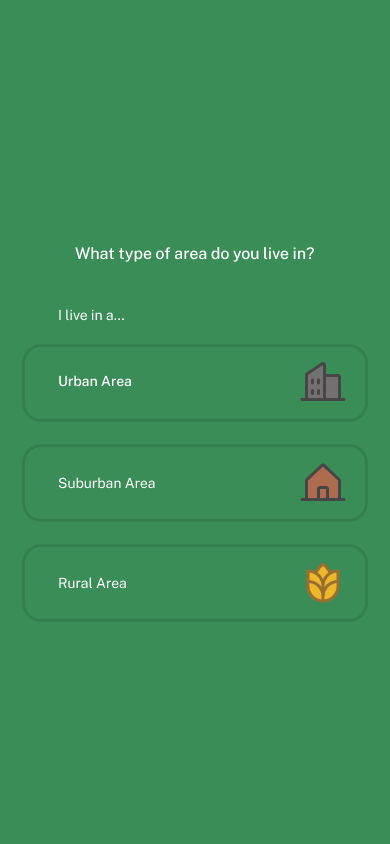 What type of area do you live in?
I live in a...
Urban Area
Suburban Area
Rural Area